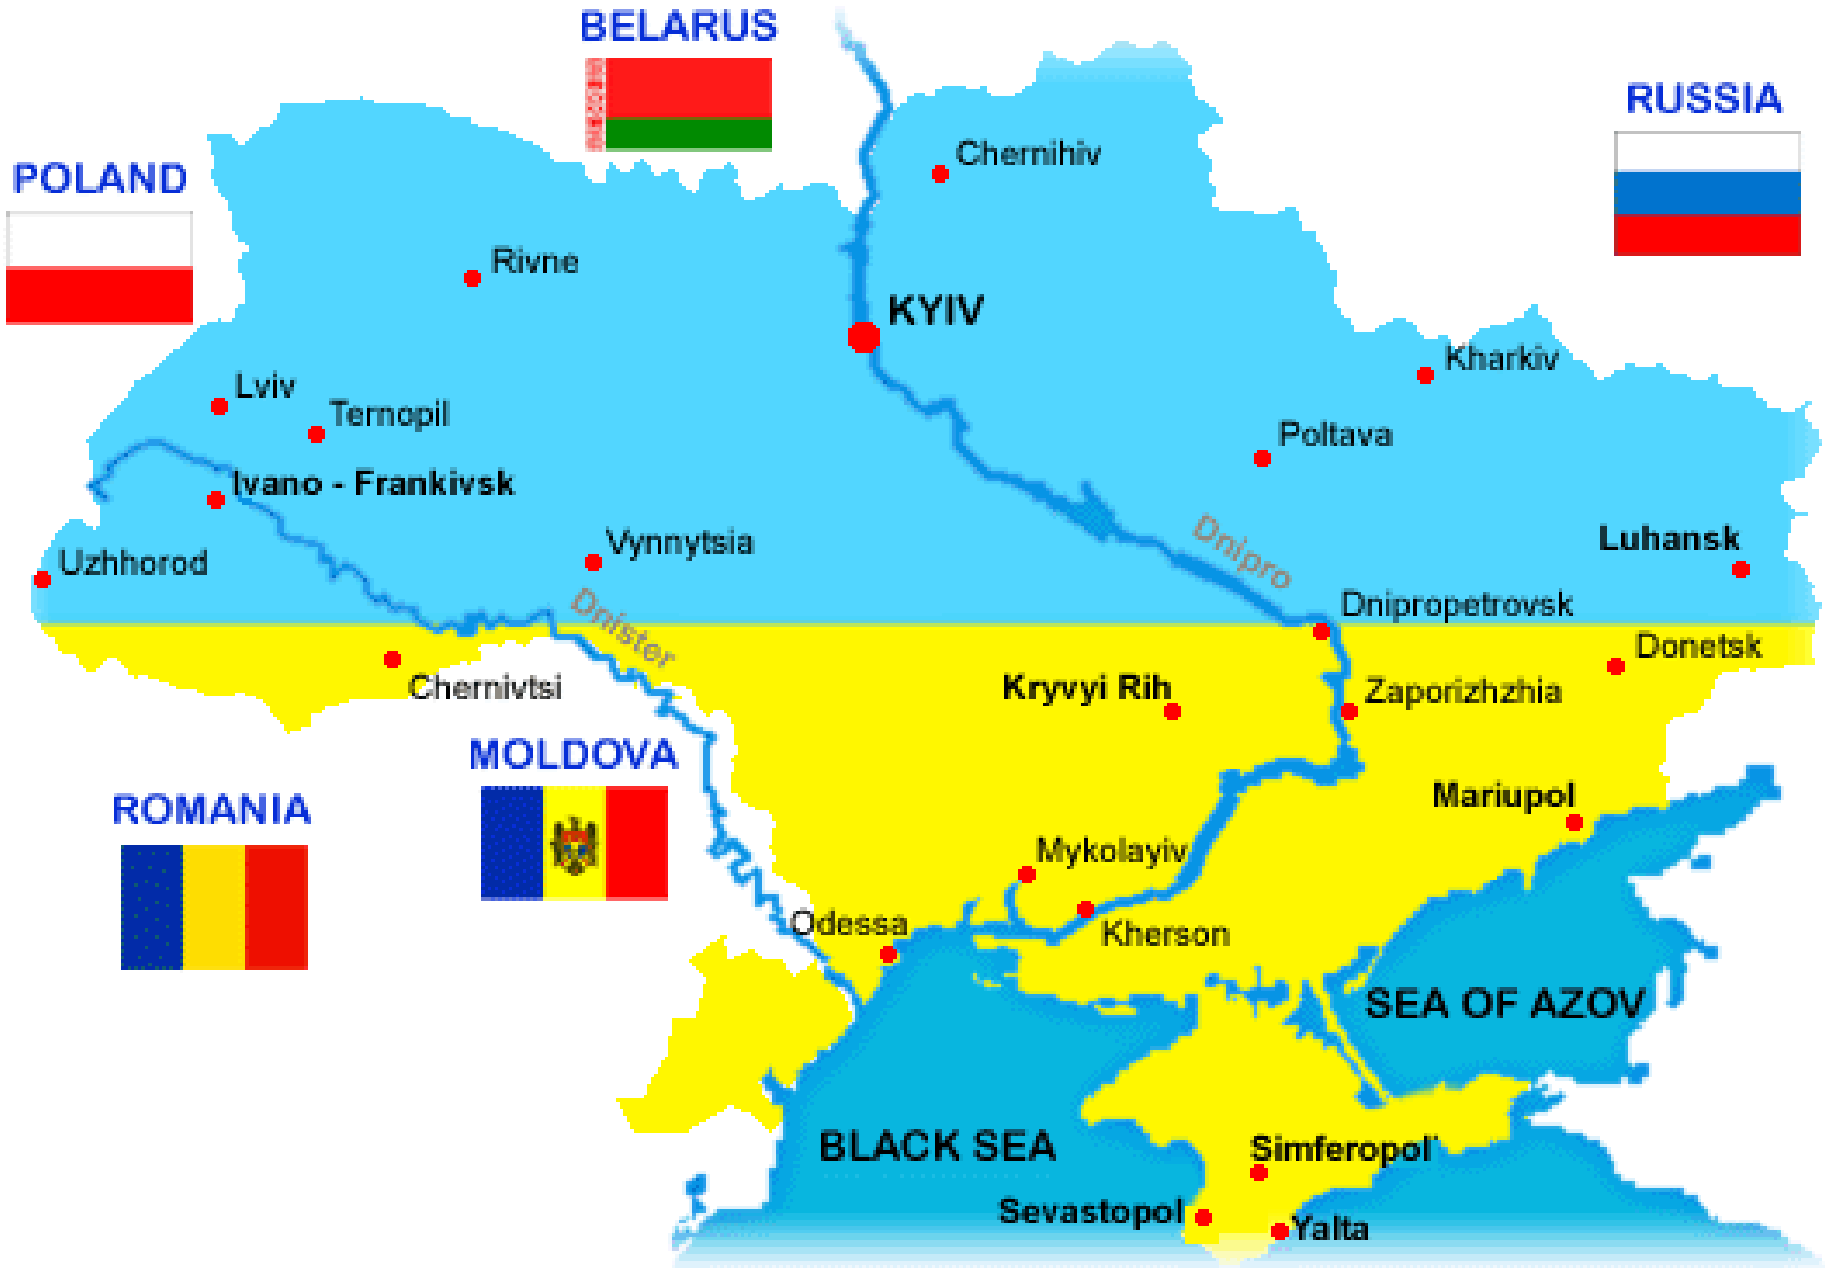 BELARUS
RUSSIA
Chernihiv
POLAND
Rivne
KYIV
Kharkiv
Lviv
Ternopil
Poltava
Ivano - Frankivsk
Dnipro
Luhansk
Vynnytsia
Uzhhorod
Dnister
Dnipropetrovsk
Donetsk
Chernivtsi
Kryvyi Rih
Zaporizhzhia
MOLDOVA
ROMANIA
Mariupol
Mykolayiv
Odessa
Kherson
SEA OF AZOV
BLACK SEA
Simferopol'
Sevastopol
Yalta